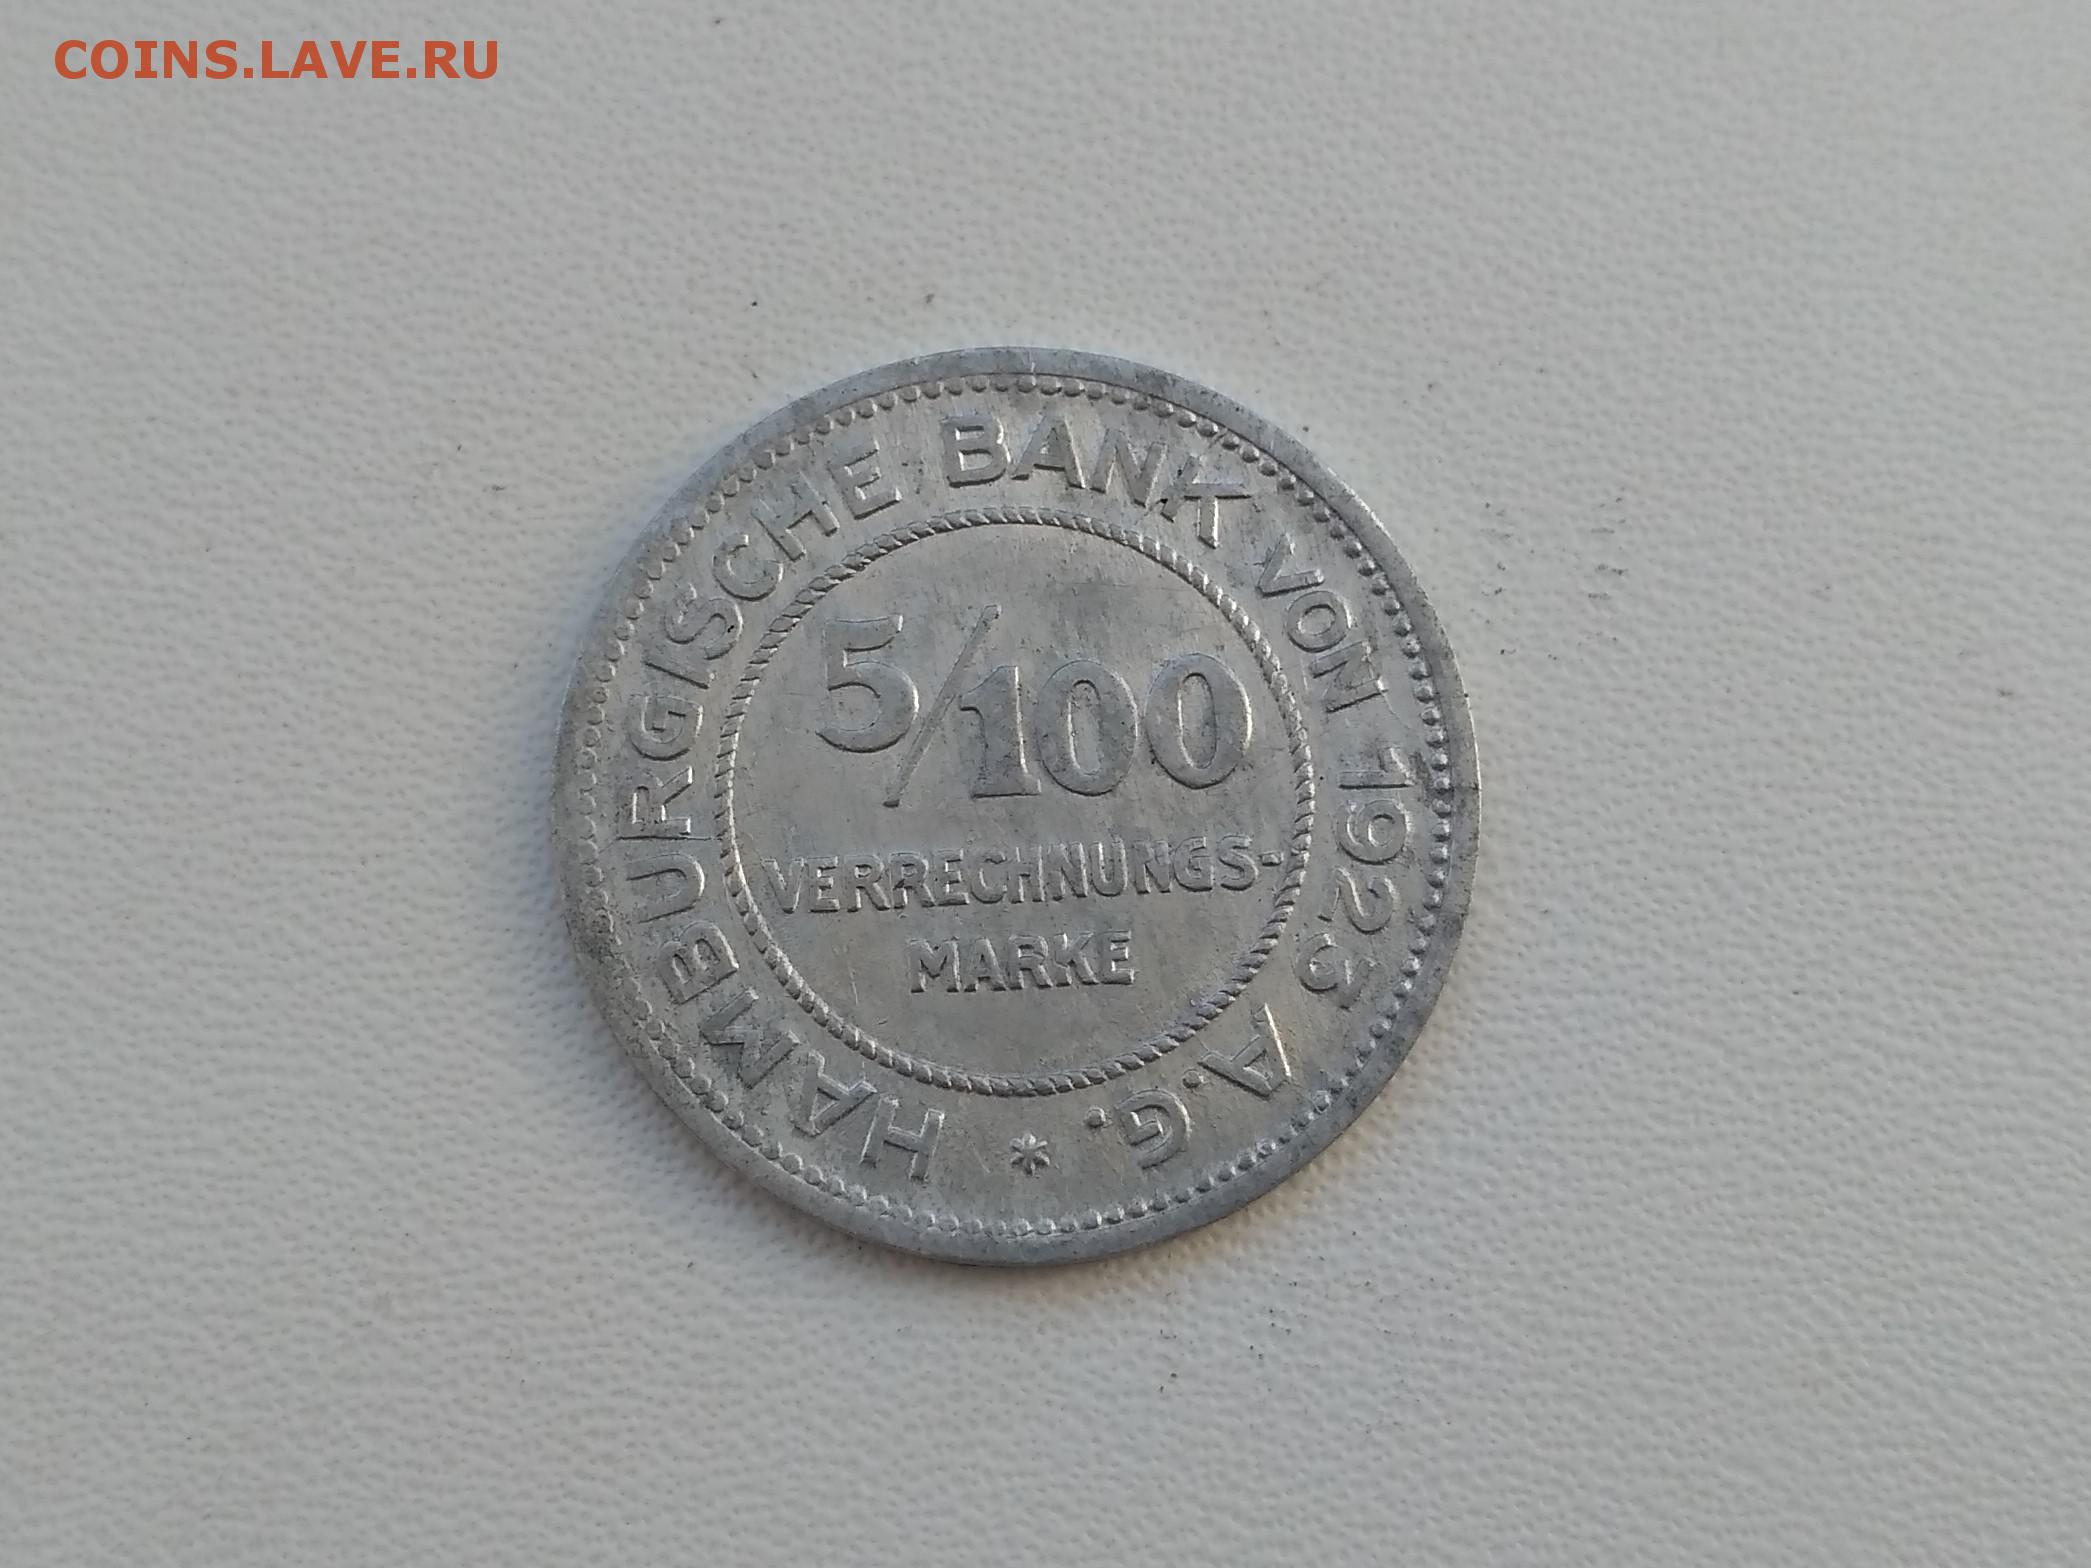 COINS.LAVE.RU
HAMBURGISCHE BANK VON 1923 A.G. *
5/100
VERRECHNUNGS-
MARKE